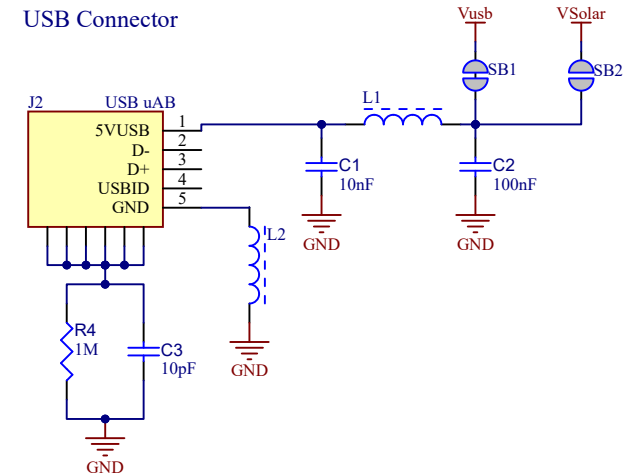 USB Connector
Vusb
VSolar
SB1
SB2
J2
USB uAB
L1
5VUSB
1
D-
2
D+
3
USBID
4
GND
5
C1
10nF
C2
100nF
GND
GND
L2
R4
1M
C3
10pF
GND
GND